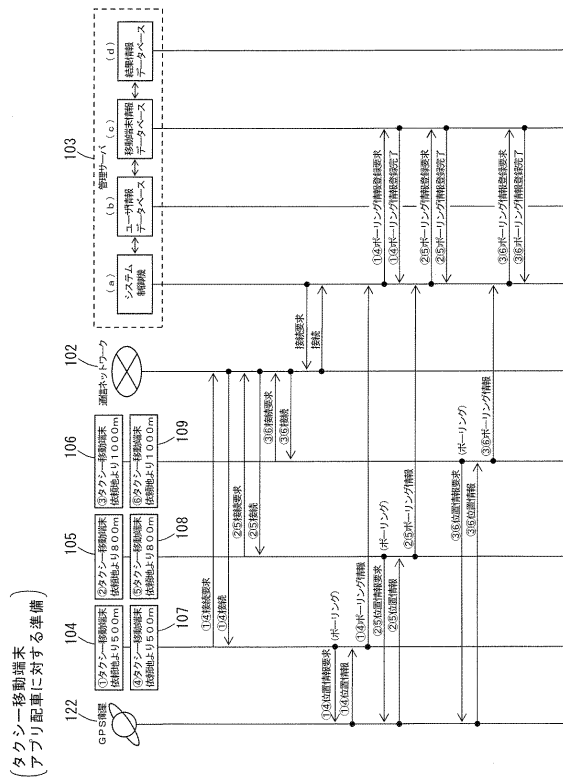 （タクシー移動端末
アプリ配車に対する準備）
122
GPS衛星
104
①タクシー移動端末
依頼地より500m
④タクシー移動端末
依頼地より500m
107
105
②タクシー移動端末
依頼地より800m
⑤タクシー移動端末
依頼地より800m
108
106
③タクシー移動端末
依頼地より1000m
⑥タクシー移動端末
依頼地より1000m
109
102
通信ネットワーク
103
管理サーバ
(a)
システム
制御機
(b)
ユーザ情報
データベース
(c)
移動端末情報
データベース
(d)
結果情報
データベース
①④接続要求
①④接続
②⑤接続要求
②⑤接続
③⑥接続要求
③⑥接続
接続要求
接続
①④位置情報要求
(ポーリング)
①④位置情報
①④ポーリング情報
①④ポーリング情報登録要求
①④ポーリング情報登録完了
②⑤位置情報要求
(ポーリング)
②⑤位置情報
②⑤ポーリング情報
②⑤ポーリング情報登録要求
②⑤ポーリング情報登録完了
③⑥位置情報要求
(ポーリング)
③⑥位置情報
③⑥ポーリング情報
③⑥ポーリング情報登録要求
③⑥ポーリング情報登録完了